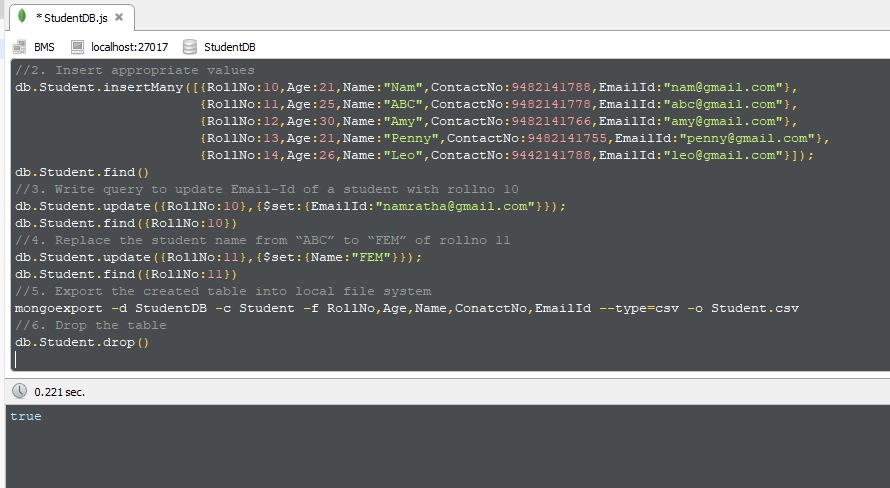 * StudentDB.js
BMS localhost:27017 StudentDB
//2. Insert appropriate values
db.Student.insertMany([{RollNo:10,Age:21,Name:"Nam",ContactNo:9482141788,EmailId:"nam@gmail.com"},
{RollNo:11,Age:25,Name:"ABC",ContactNo:9482141778,EmailId:"abc@gmail.com"},
{RollNo:12,Age:30,Name:"Amy",ContactNo:9482141766,EmailId:"amy@gmail.com"},
{RollNo:13,Age:21,Name:"Penny",ContactNo:9482141755,EmailId:"penny@gmail.com"},
{RollNo:14,Age:26,Name:"Leo",ContactNo:9442141788,EmailId:"leo@gmail.com"}]);
db.Student.find()
//3. Write query to update Email-Id of a student with rollno 10
db.Student.update({RollNo:10},{$set:{EmailId:"namratha@gmail.com"}});
db.Student.find({RollNo:10})
//4. Replace the student name from “ABC” to “FEM” of rollno 11
db.Student.update({RollNo:11},{$set:{Name:"FEM"}});
db.Student.find({RollNo:11})
//5. Export the created table into local file system
mongoexport -d StudentDB -c Student -f RollNo,Age,Name,ConatctNo,EmailId --type=csv -o Student.csv
//6. Drop the table
db.Student.drop()
0.221 sec.
true